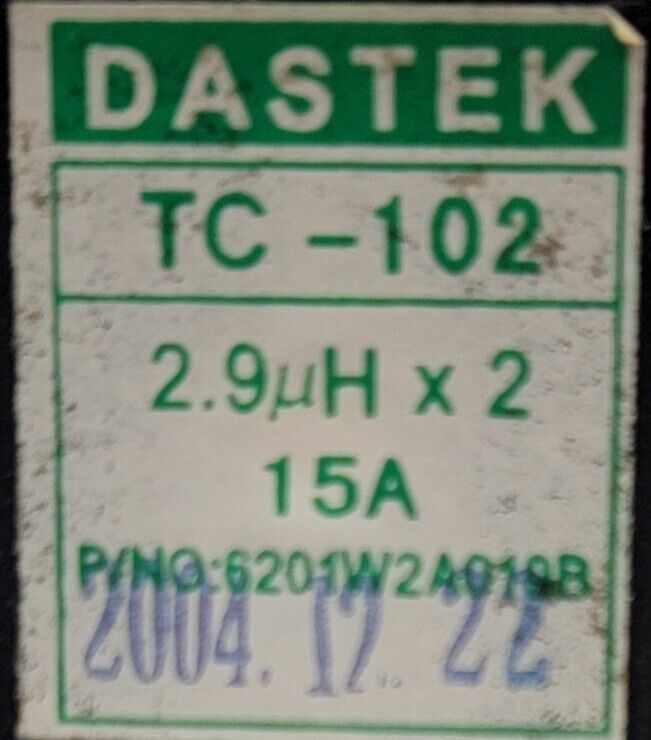 DASTEK
TC -102
2.9μH x 2
15A
P/NO:6201W2A019B
2004.12.22